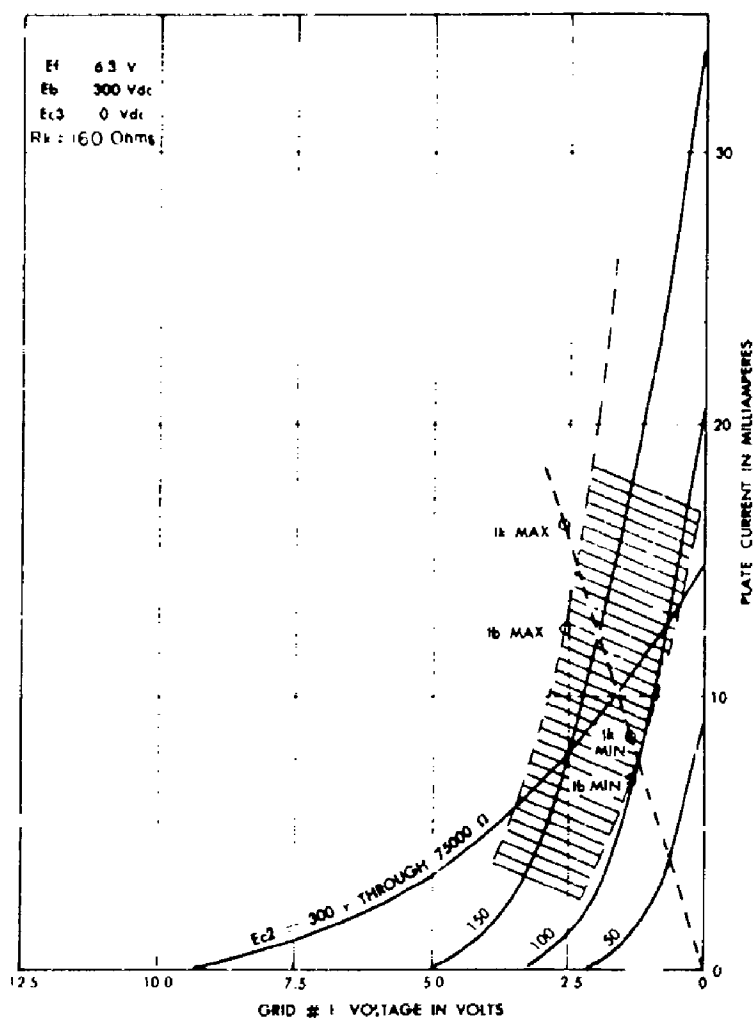 Ef 6.3 V
Eb 300 Vdc
Ec3 0 Vdc
Rk = 160 Ohms
30
20
10
0
PLATE CURRENT IN MILLIAMPERES
Ik MAX
Ib MAX
Ik MIN
Ib MIN
Ec2 = 300 v THROUGH 75000 Ω
150
100
50
12.5
10.0
7.5
5.0
2.5
0
GRID # 1 VOLTAGE IN VOLTS